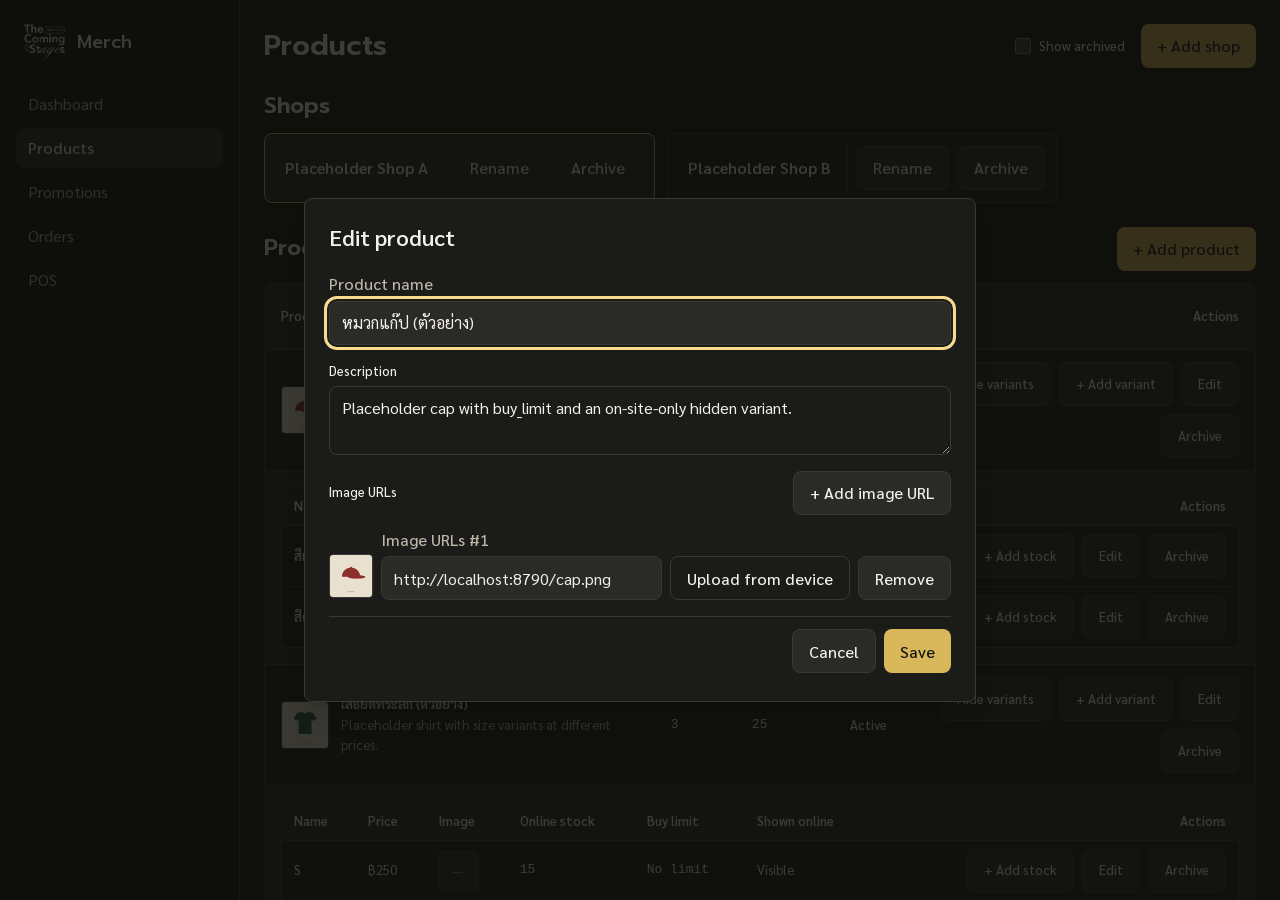 The
Coming
Stages
Merch
Dashboard
Products
Promotions
Orders
POS
Products
Show archived
+ Add shop
Shops
Placeholder Shop A
Rename
Archive
Placeholder Shop B
Rename
Archive
+ Add product
Actions
+ Add variant
Edit
Archive
Actions
+ Add stock
Edit
Archive
+ Add stock
Edit
Archive
Edit product
Product name
หมวกแก๊ป (ตัวอย่าง)
Description
Placeholder cap with buy_limit and an on-site-only hidden variant.
Image URLs
+ Add image URL
Image URLs #1
http://localhost:8790/cap.png
Upload from device
Remove
Cancel
Save
Placeholder shirt with size variants at different
prices.
3
25
Active
Hide variants
+ Add variant
Edit
Archive
Name
Price
Image
Online stock
Buy limit
Shown online
Actions
S
฿250
—
15
No limit
Visible
+ Add stock
Edit
Archive